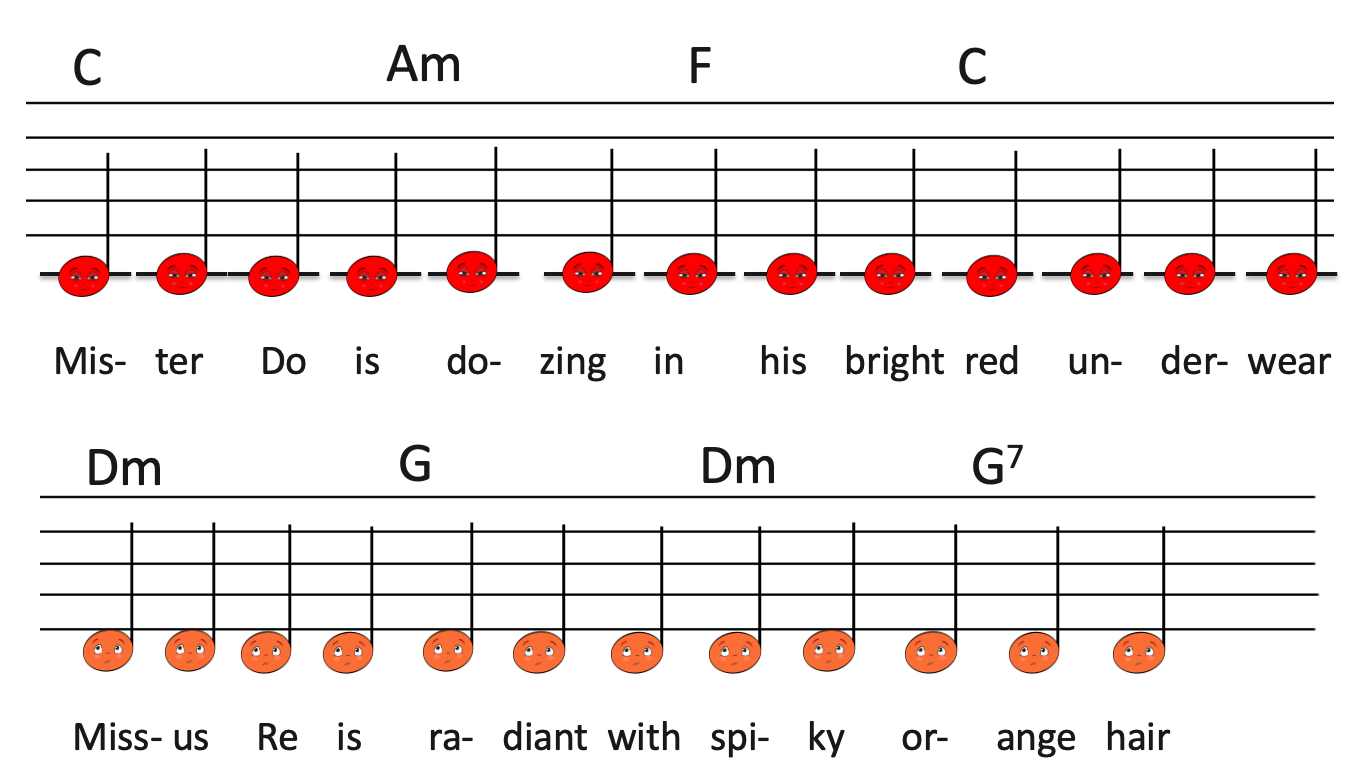 C Am F C
Mis- ter Do is do- zing in his bright red un- der- wear
Dm G Dm G⁷
Miss- us Re is ra- diant with spi- ky or- ange hair